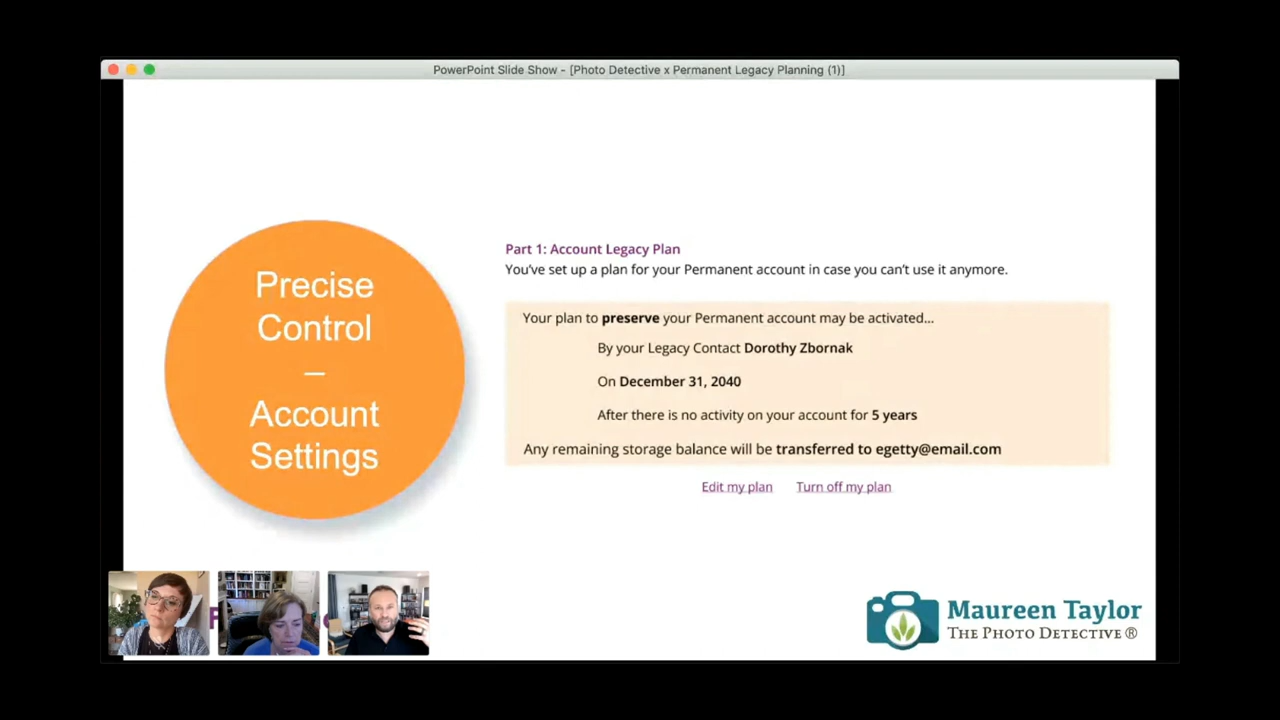 PowerPoint Slide Show - [Photo Detective x Permanent Legacy Planning (1)]
Precise
Control
–
Account
Settings
Part 1: Account Legacy Plan
You've set up a plan for your Permanent account in case you can't use it anymore.
Your plan to preserve your Permanent account may be activated...
By your Legacy Contact Dorothy Zbornak
On December 31, 2040
After there is no activity on your account for 5 years
Any remaining storage balance will be transferred to egetty@email.com
Edit my plan Turn off my plan
Maureen Taylor
THE PHOTO DETECTIVE ®